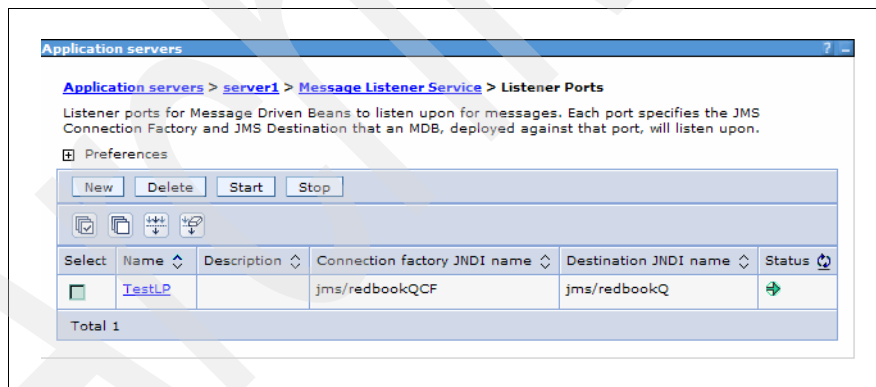 Application servers ? -
Application servers > server1 > Message Listener Service > Listener Ports
Listener ports for Message Driven Beans to listen upon for messages. Each port specifies the JMS
Connection Factory and JMS Destination that an MDB, deployed against that port, will listen upon.
+ Preferences
New Delete Start Stop
Select Name Description Connection factory JNDI name Destination JNDI name Status
TestLP jms/redbookQCF jms/redbookQ
Total 1